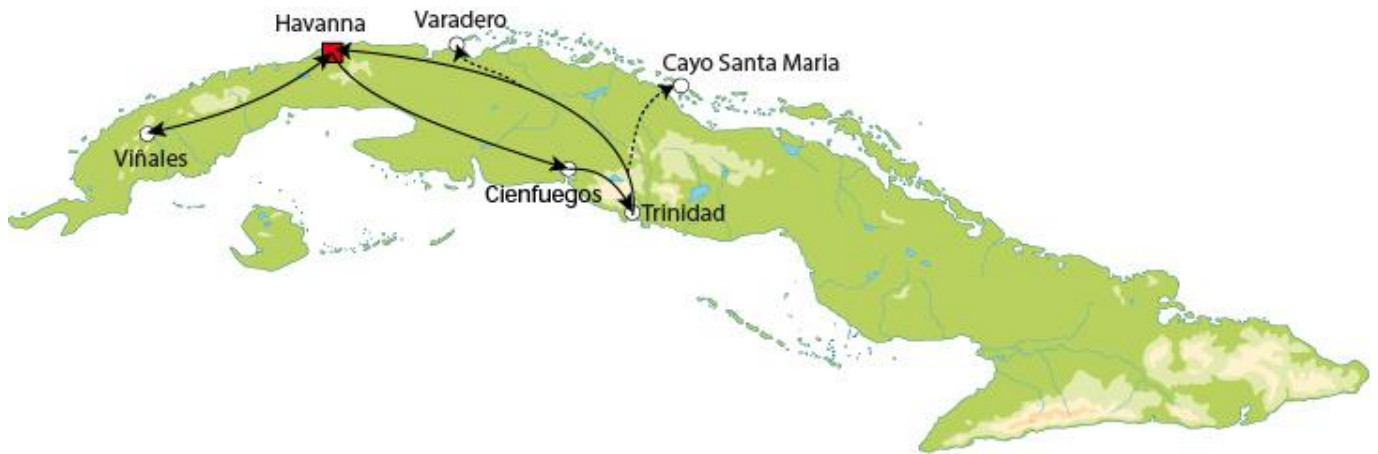 Havanna
Varadero
Cayo Santa Maria
Viñales
Cienfuegos
Trinidad